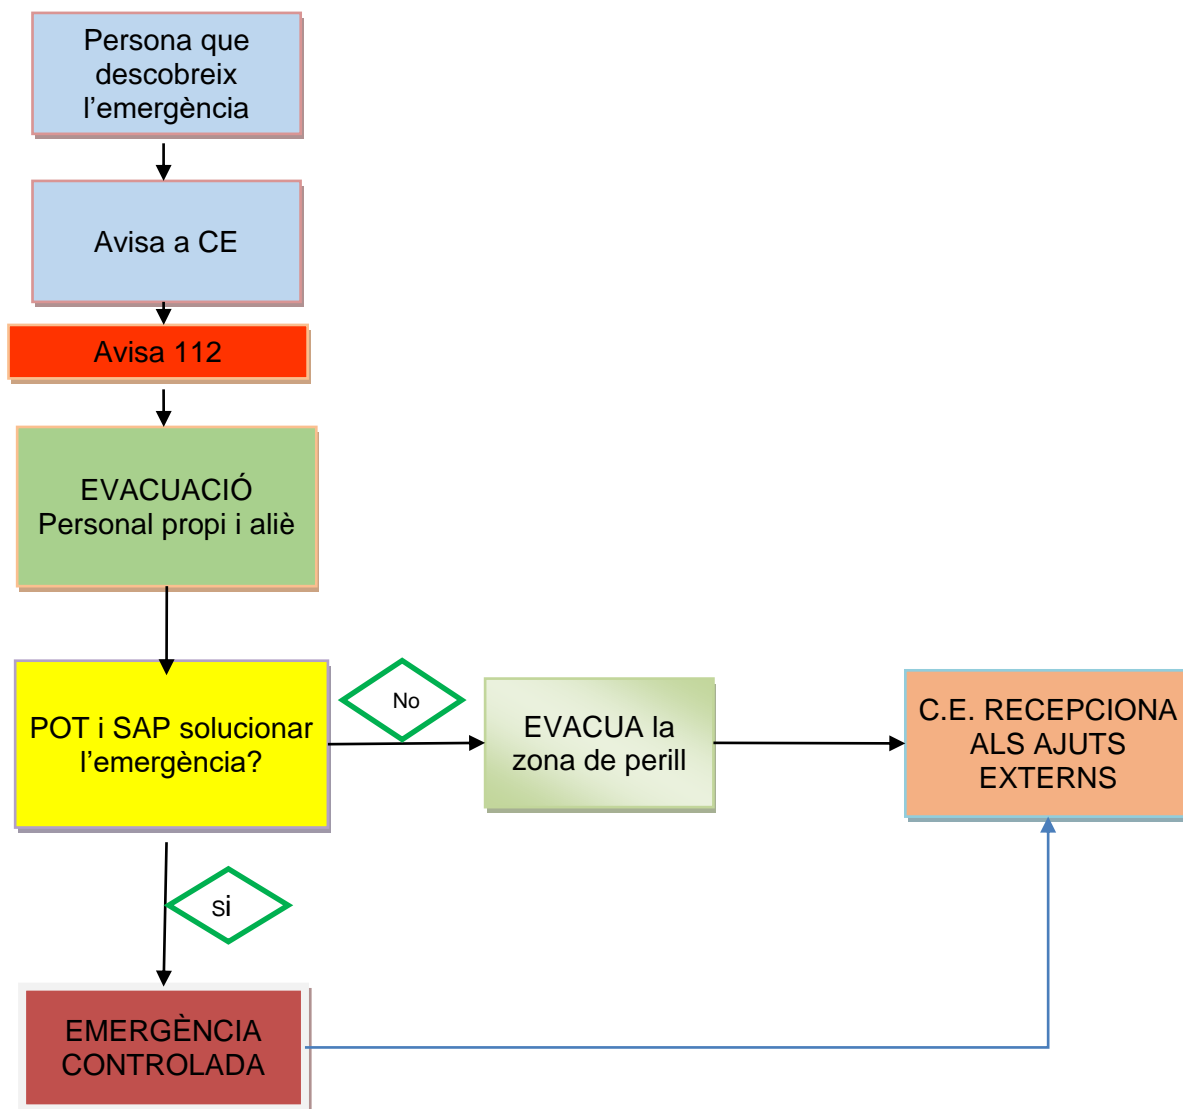 Persona que
descobreix
l’emergència
Avisa a CE
Avisa 112
EVACUACIÓ
Personal propi i aliè
POT i SAP solucionar
l’emergència?
No
EVACUA la
zona de perill
C.E. RECEPCIONA
ALS AJUTS
EXTERNS
si
EMERGÈNCIA
CONTROLADA